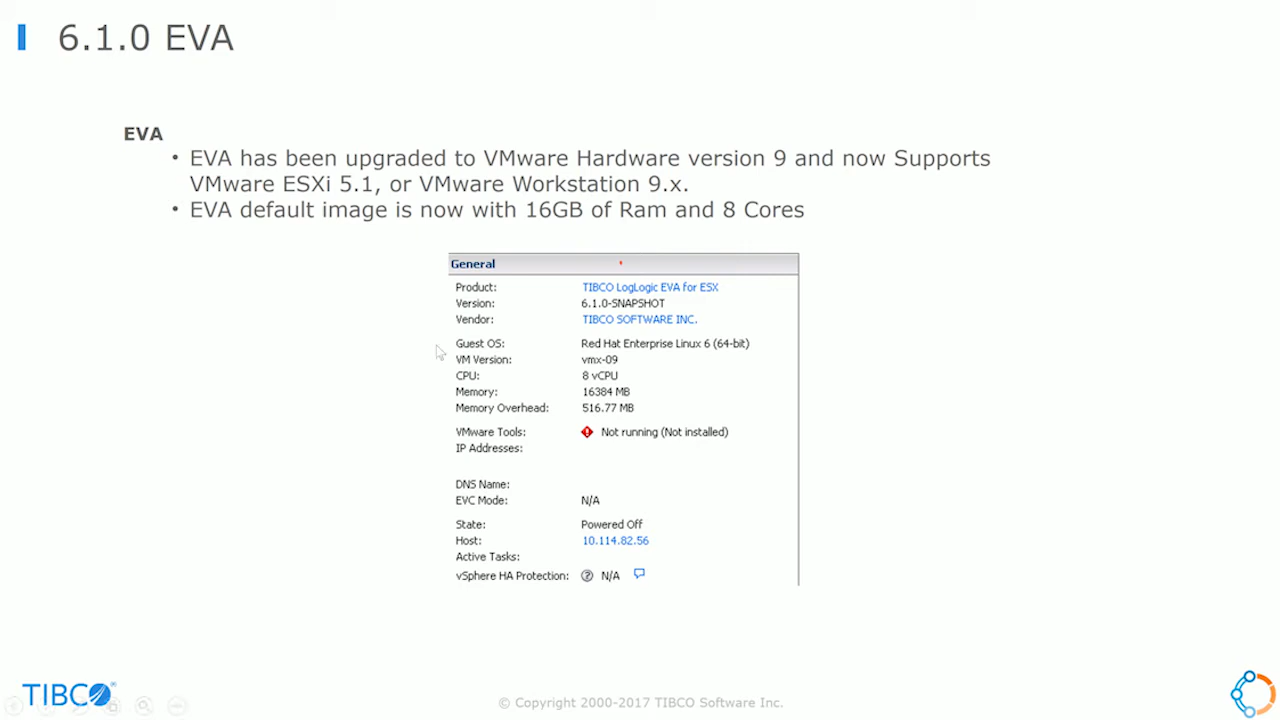 6.1.0 EVA
EVA
• EVA has been upgraded to VMware Hardware version 9 and now Supports
VMware ESXi 5.1, or VMware Workstation 9.x.
• EVA default image is now with 16GB of Ram and 8 Cores
General
Product: TIBCO LogLogic EVA for ESX
Version: 6.1.0-SNAPSHOT
Vendor: TIBCO SOFTWARE INC.
Guest OS: Red Hat Enterprise Linux 6 (64-bit)
VM Version: vmx-09
CPU: 8 vCPU
Memory: 16384 MB
Memory Overhead: 516.77 MB
VMware Tools: Not running (Not installed)
IP Addresses:
DNS Name:
EVC Mode: N/A
State: Powered Off
Host: 10.114.82.56
Active Tasks:
vSphere HA Protection: N/A
TIBCO®
© Copyright 2000-2017 TIBCO Software Inc.